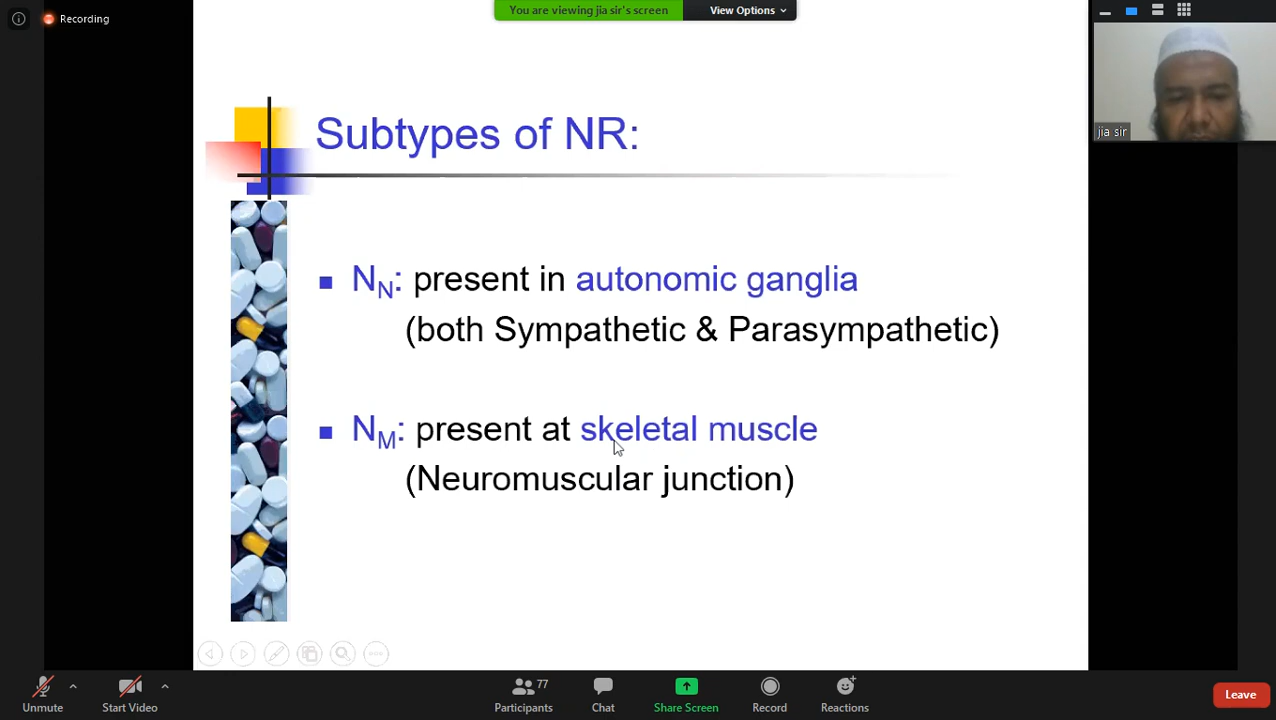 Recording
You are viewing jia sir's screen
View Options
jia sir
Subtypes of NR:
N_N: present in autonomic ganglia
(both Sympathetic & Parasympathetic)
N_M: present at skeletal muscle
(Neuromuscular junction)
Unmute
Start Video
77
Participants
Chat
Share Screen
Record
Reactions
Leave